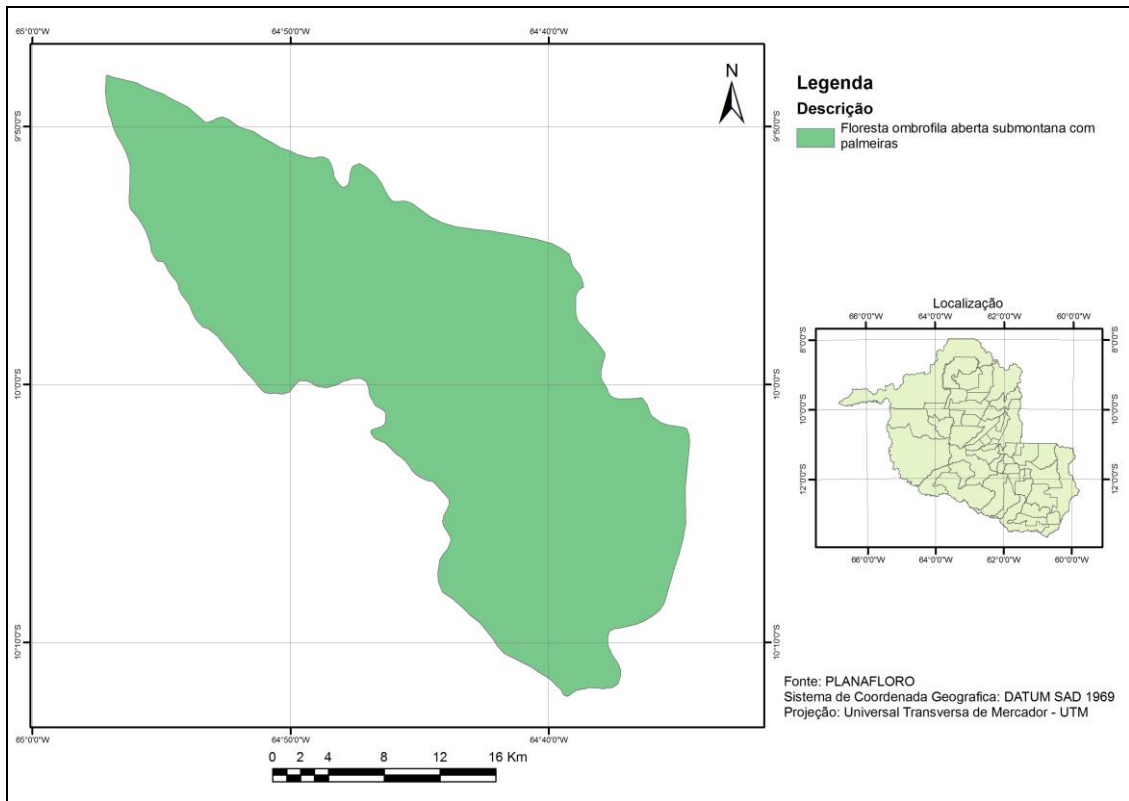 65°0'0"W
64°50'0"W
64°40'0"W
N
9°50'0"S
9°50'0"S
10°0'0"S
10°0'0"S
10°10'0"S
10°10'0"S
65°0'0"W
64°50'0"W
64°40'0"W
0 2 4 8 12 16 Km
Legenda
Descrição
Floresta ombrofila aberta submontana com
palmeiras
Localização
66°0'0"W 64°0'0"W 62°0'0"W 60°0'0"W
8°0'0"S
8°0'0"S
10°0'0"S
10°0'0"S
12°0'0"S
12°0'0"S
66°0'0"W 64°0'0"W 62°0'0"W 60°0'0"W
Fonte: PLANAFLORO
Sistema de Coordenada Geografica: DATUM SAD 1969
Projeção: Universal Transversa de Mercador - UTM